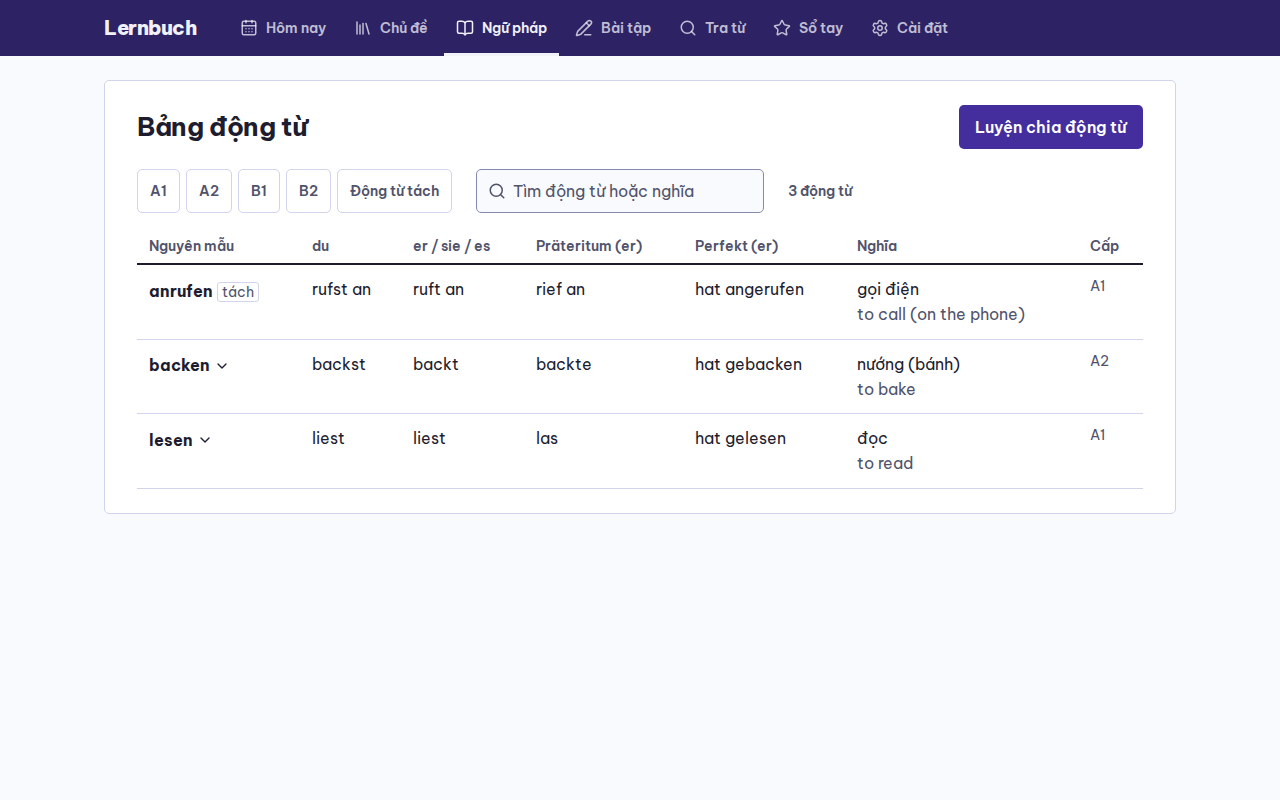 Lernbuch Hôm nay Chủ đề Ngữ pháp Bài tập Tra từ Sổ tay Cài đặt
Bảng động từ Luyện chia động từ
A1 A2 B1 B2 Động từ tách Tìm động từ hoặc nghĩa 3 động từ
Nguyên mẫu du er / sie / es Präteritum (er) Perfekt (er) Nghĩa Cấp
anrufen tách rufst an ruft an rief an hat angerufen gọi điện A1
to call (on the phone)
backen backst backt backte hat gebacken nướng (bánh) A2
to bake
lesen liest liest las hat gelesen đọc A1
to read